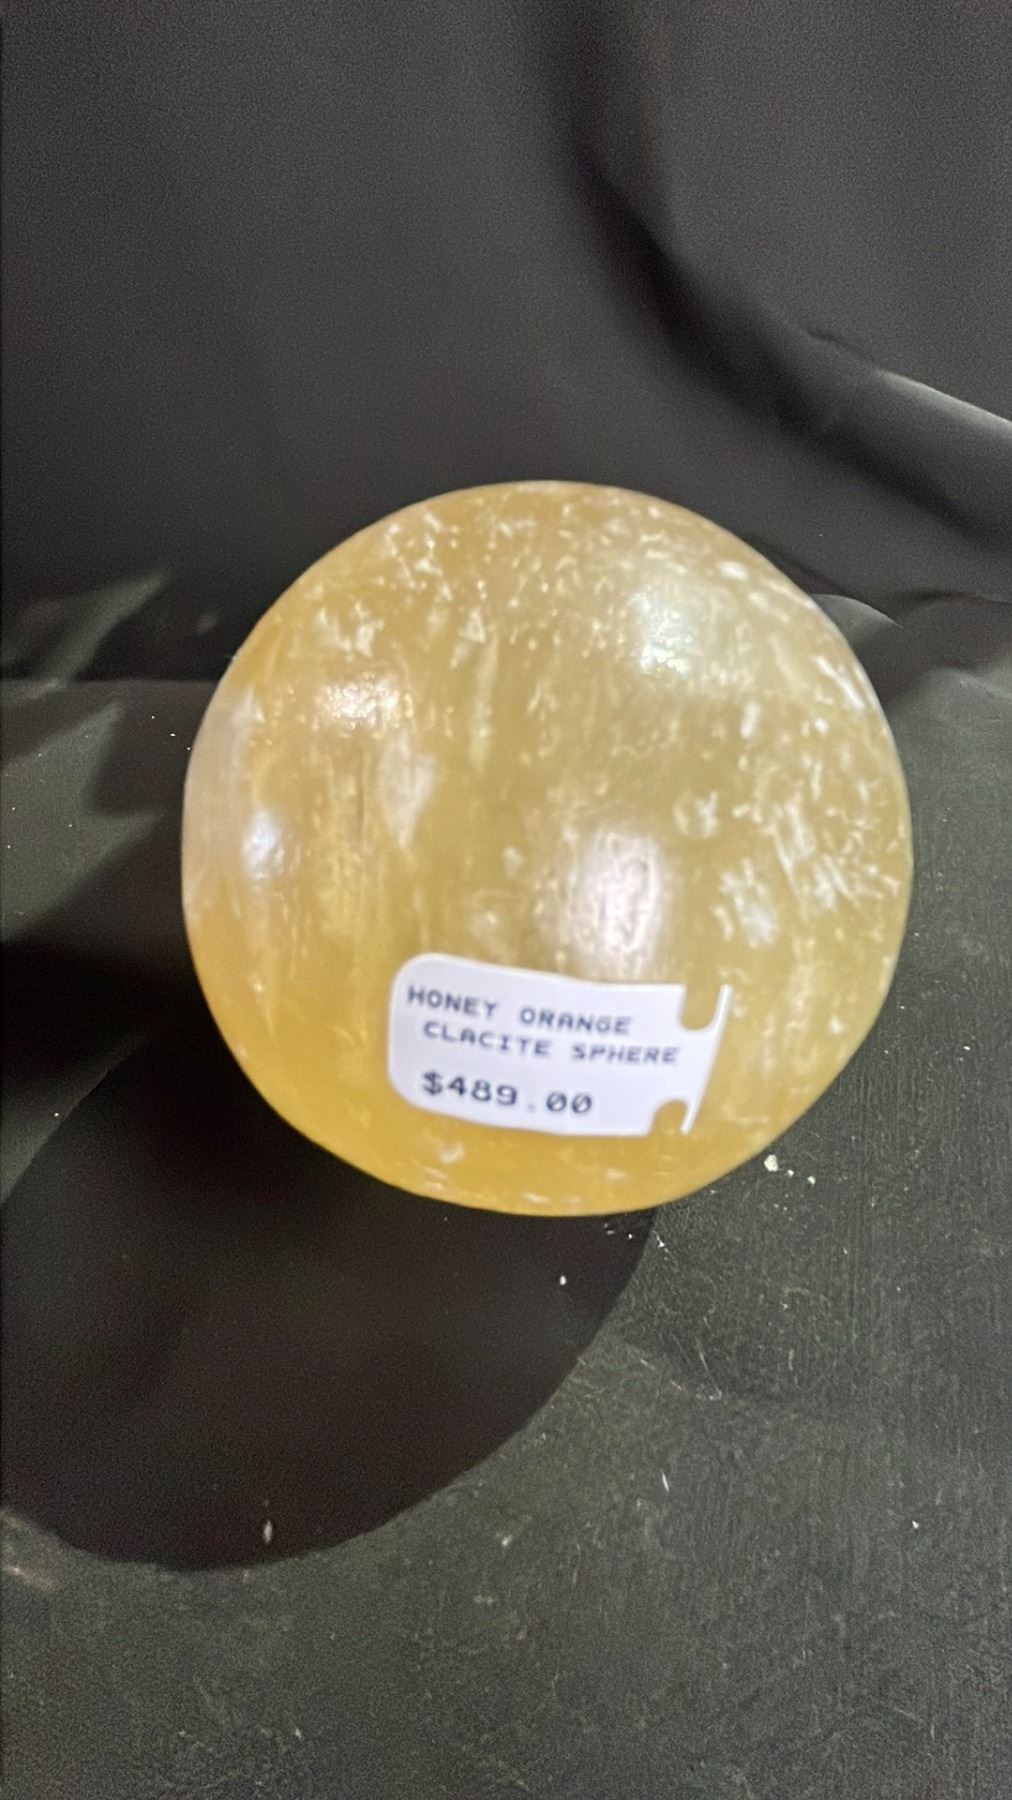 HONEY ORANGE
CLACITE SPHERE
$489.00